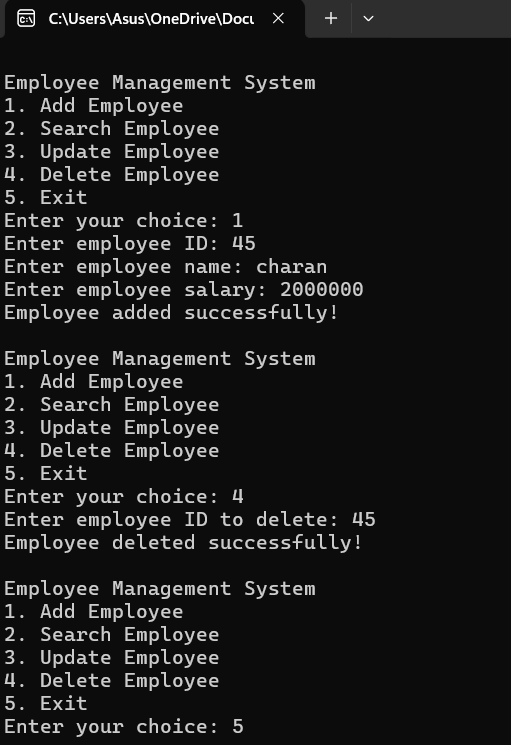 C:\Users\Asus\OneDrive\Docu
Employee Management System
1. Add Employee
2. Search Employee
3. Update Employee
4. Delete Employee
5. Exit
Enter your choice: 1
Enter employee ID: 45
Enter employee name: charan
Enter employee salary: 2000000
Employee added successfully!
Employee Management System
1. Add Employee
2. Search Employee
3. Update Employee
4. Delete Employee
5. Exit
Enter your choice: 4
Enter employee ID to delete: 45
Employee deleted successfully!
Employee Management System
1. Add Employee
2. Search Employee
3. Update Employee
4. Delete Employee
5. Exit
Enter your choice: 5